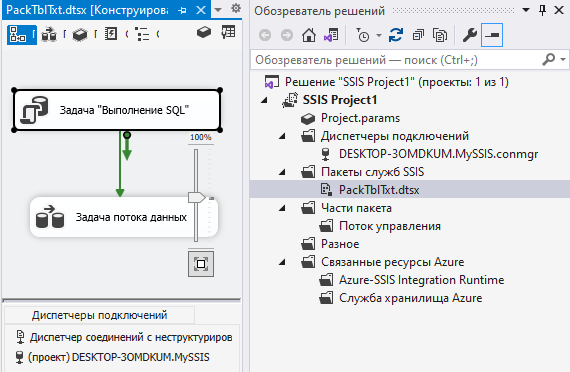 PackTblTxt.dtsx [Конструирова
Задача "Выполнение SQL"
100%
Задача потока данных
Диспетчеры подключений
Диспетчер соединений с неструктуриров
(проект) DESKTOP-3OMDKUM.MySSIS
Обозреватель решений
Обозреватель решений — поиск (Ctrl+;)
Решение "SSIS Project1" (проекты: 1 из 1)
SSIS Project1
Project.params
Диспетчеры подключений
DESKTOP-3OMDKUM.MySSIS.conmgr
Пакеты служб SSIS
PackTblTxt.dtsx
Части пакета
Поток управления
Разное
Связанные ресурсы Azure
Azure-SSIS Integration Runtime
Служба хранилища Azure